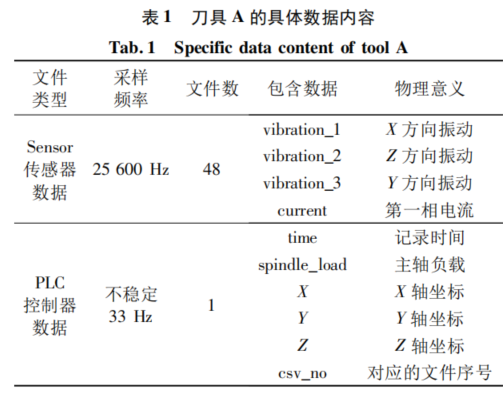 表 1 刀具 A 的具体数据内容
Tab. 1 Specific data content of tool A
文件类型 采样频率 文件数 包含数据 物理意义
Sensor 传感器数据 25 600 Hz 48 vibration_1 X 方向振动
vibration_2 Z 方向振动
vibration_3 Y 方向振动
current 第一相电流
PLC 控制器数据 不稳定 33 Hz 1 time 记录时间
spindle_load 主轴负载
X X 轴坐标
Y Y 轴坐标
Z Z 轴坐标
csv_no 对应的文件序号